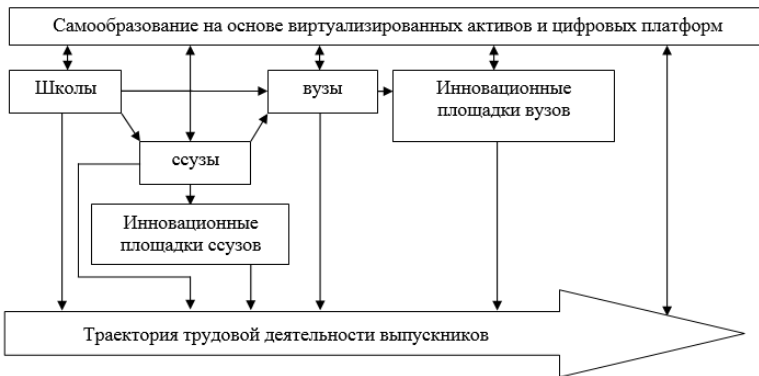 Самообразование на основе виртуализированных активов и цифровых платформ
Школы
вузы
Инновационные
площадки вузов
ссузы
Инновационные
площадки ссузов
Траектория трудовой деятельности выпускников